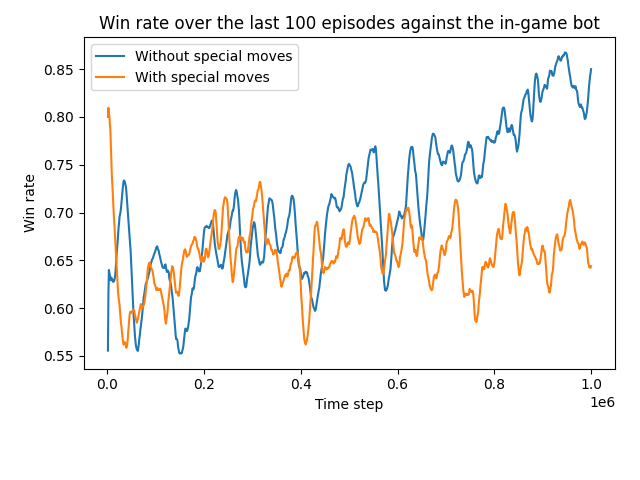 Win rate over the last 100 episodes against the in-game bot
Without special moves
With special moves
Win rate
0.85
0.80
0.75
0.70
0.65
0.60
0.55
0.0 0.2 0.4 0.6 0.8 1.0
Time step
1e6